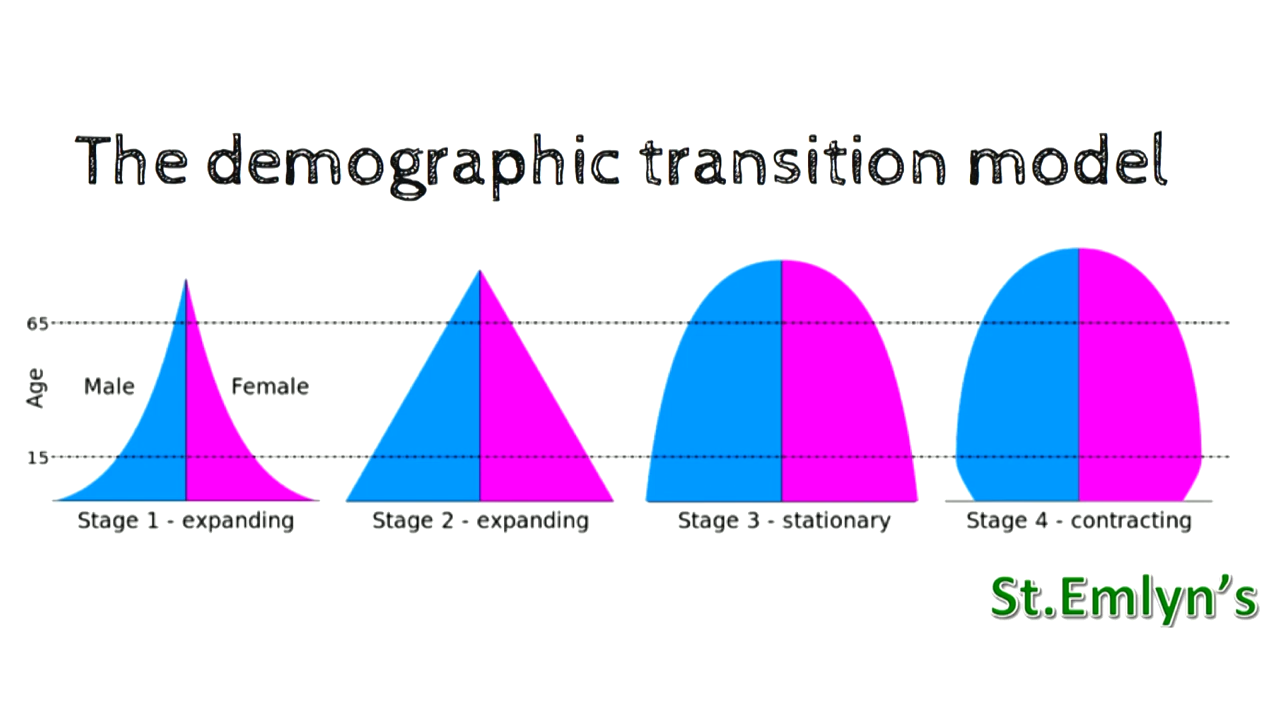 The demographic transition model
65
Age
Male
Female
15
Stage 1 - expanding
Stage 2 - expanding
Stage 3 - stationary
Stage 4 - contracting
St.Emlyn’s